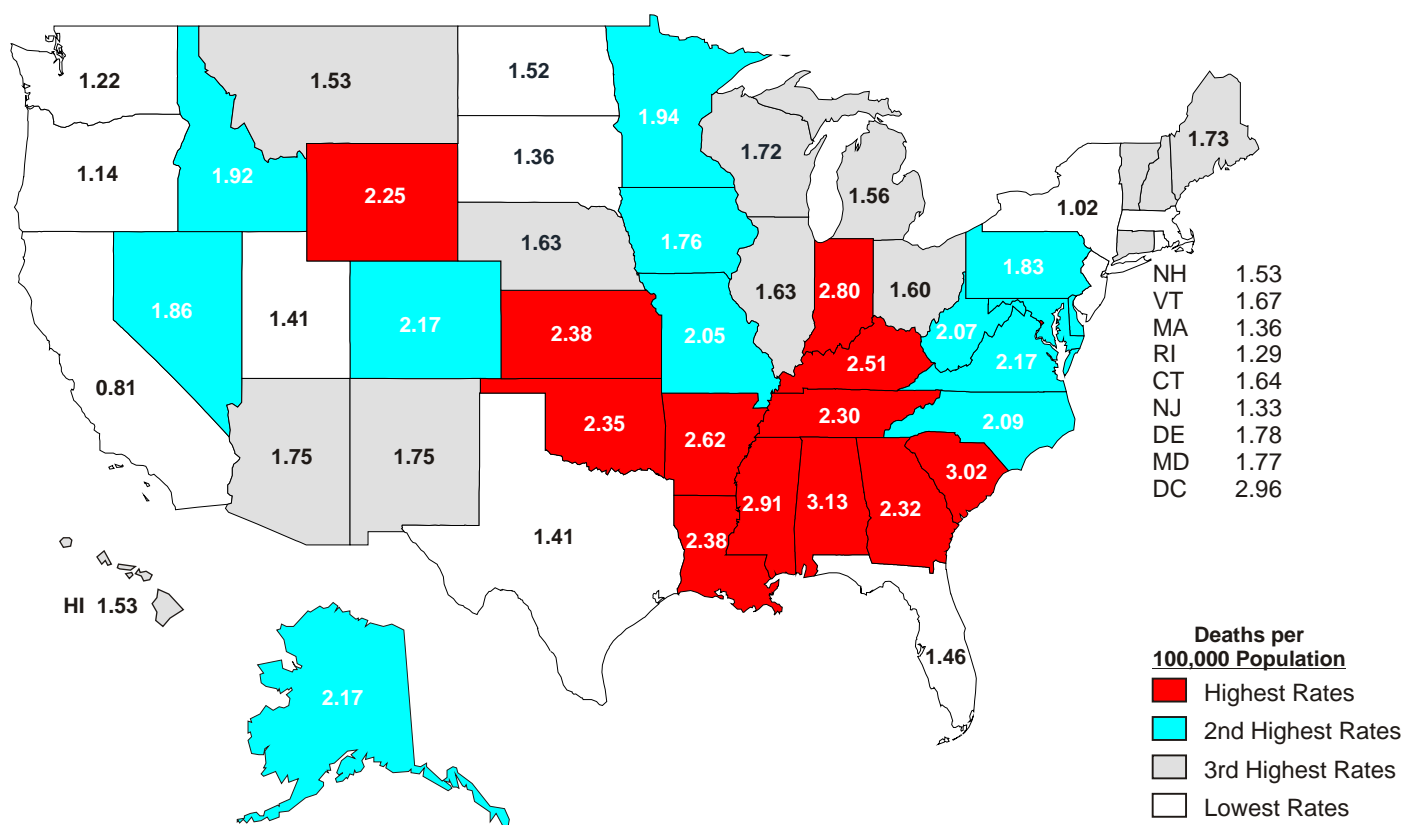 1.22
1.53
1.52
1.94
1.72
1.56
1.73
1.14
1.92
2.25
1.36
1.02
1.63
1.76
1.83
1.86
1.41
2.17
2.38
2.05
1.63
2.80
1.60
2.07
2.17
0.81
2.51
2.30
2.09
1.75
1.75
2.35
2.62
2.91
3.13
2.32
3.02
1.41
2.38
1.46
HI 1.53
2.17
NH 1.53
VT 1.67
MA 1.36
RI 1.29
CT 1.64
NJ 1.33
DE 1.78
MD 1.77
DC 2.96
Deaths per
100,000 Population
Highest Rates
2nd Highest Rates
3rd Highest Rates
Lowest Rates